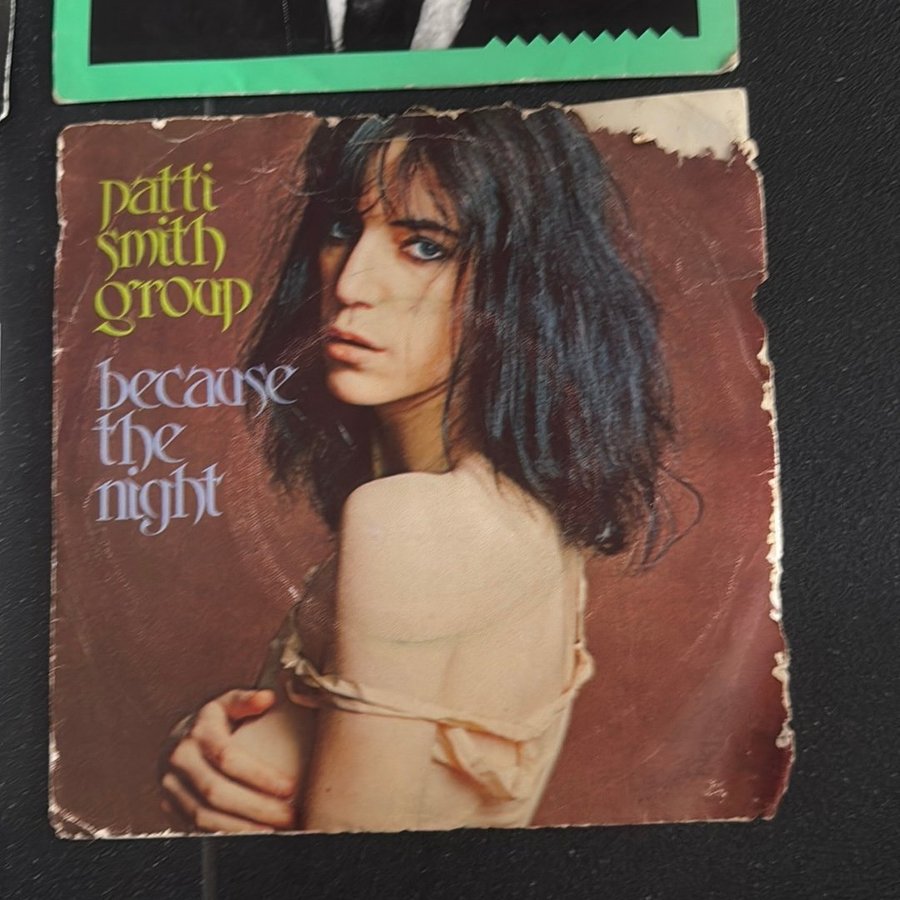 patti
smith
group
because
the
night